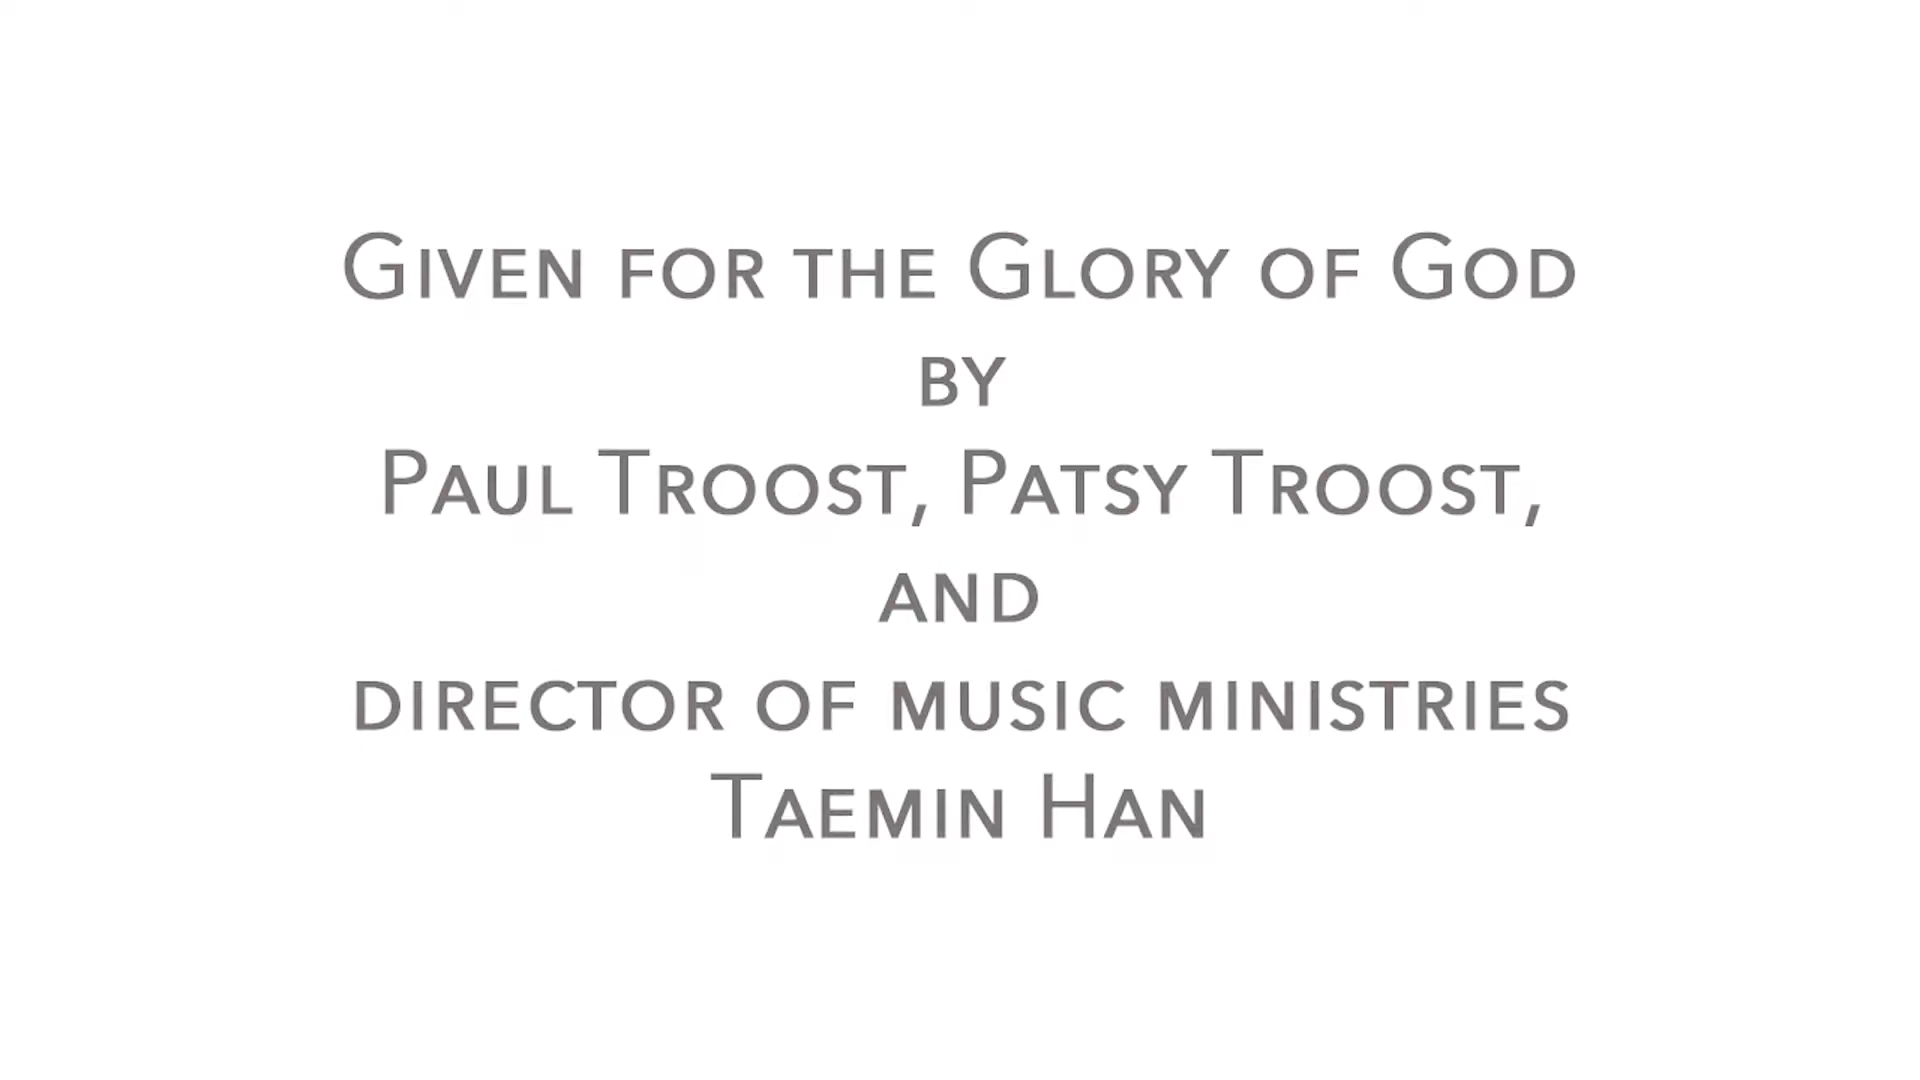 Given for the Glory of God
by
Paul Troost, Patsy Troost,
and
director of music ministries
Taemin Han